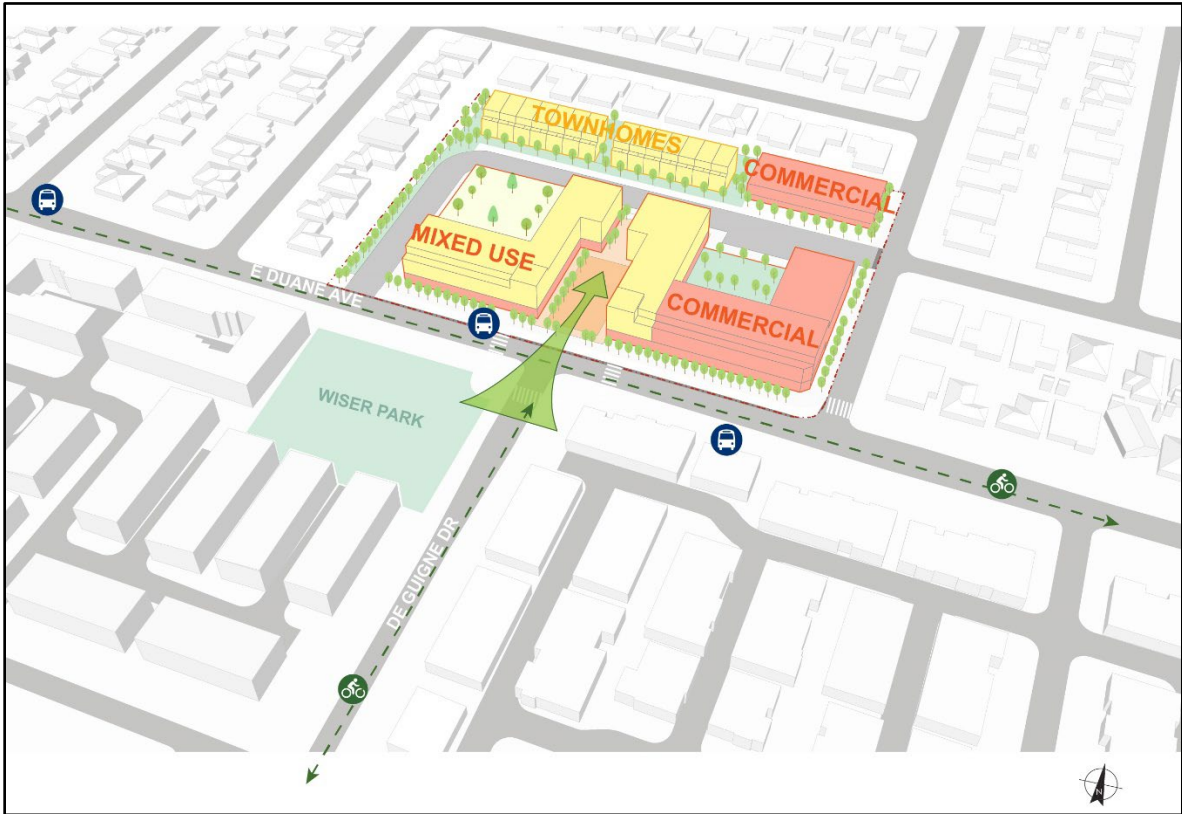 TOWNHOMES
COMMERCIAL
MIXED USE
E DUANE AVE
COMMERCIAL
WISER PARK
DE GUIGNE DR
N